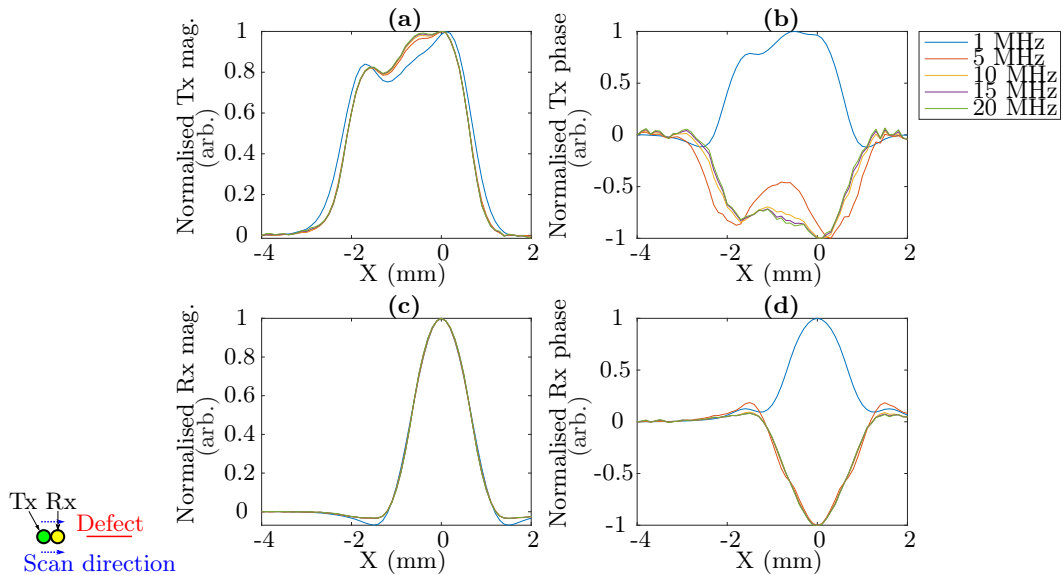 (a)
Normalised Tx mag.
(arb.)
1
0.8
0.6
0.4
0.2
0
-4
-2
0
2
X (mm)
(b)
Normalised Tx phase
(arb.)
1
0.5
0
-0.5
-1
-4
-2
0
2
X (mm)
1 MHz
5 MHz
10 MHz
15 MHz
20 MHz
(c)
Normalised Rx mag.
(arb.)
1
0.8
0.6
0.4
0.2
0
-4
-2
0
2
X (mm)
(d)
Normalised Rx phase
(arb.)
1
0.5
0
-0.5
-1
-4
-2
0
2
X (mm)
Tx Rx
Defect
Scan direction